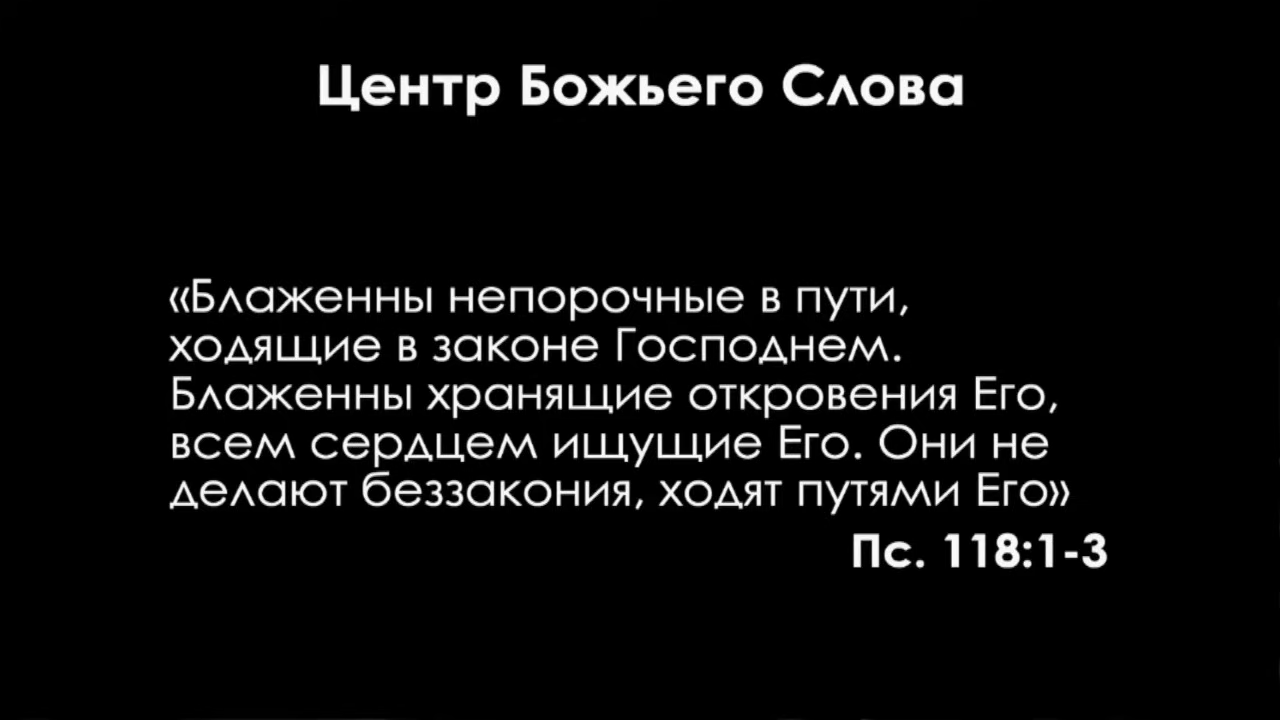 Центр Божьего Слова
«Блаженны непорочные в пути,
ходящие в законе Господнем.
Блаженны хранящие откровения Его,
всем сердцем ищущие Его. Они не
делают беззакония, ходят путями Его»
Пс. 118:1-3